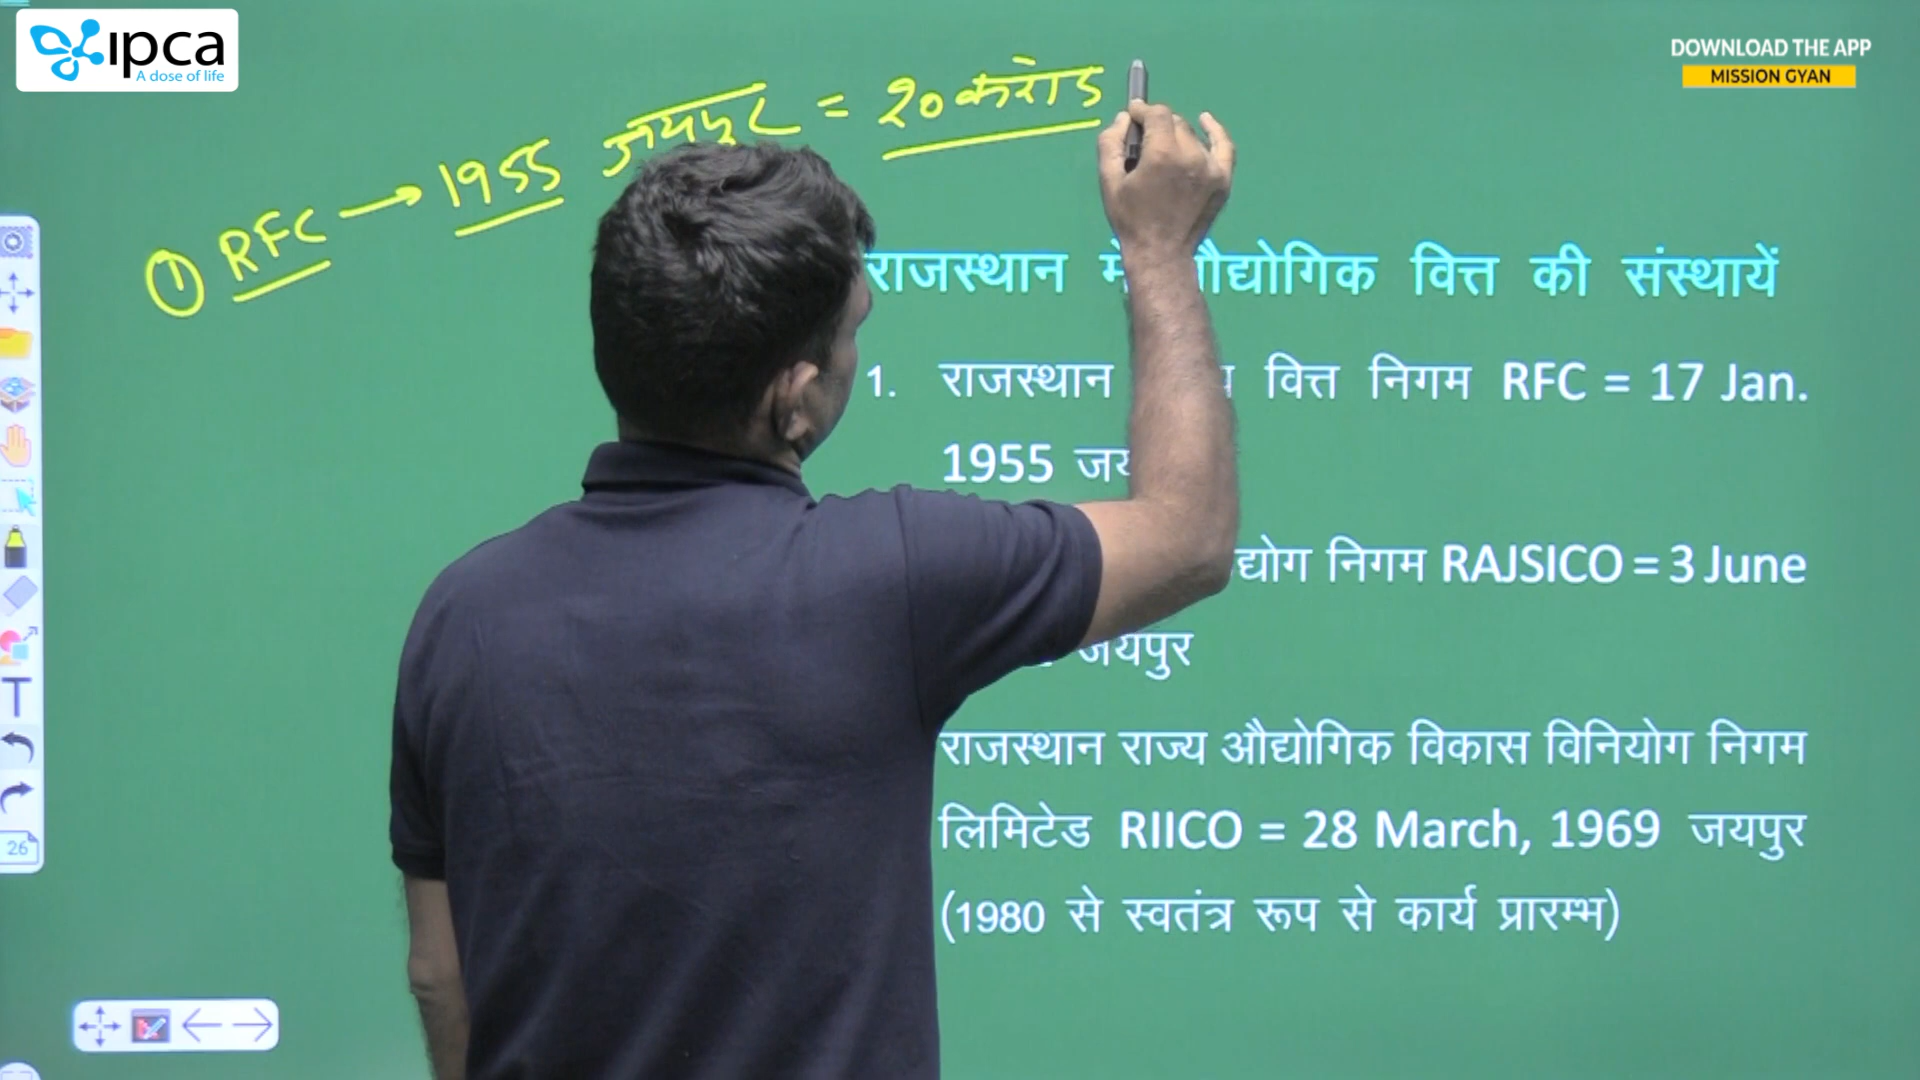 ipca
A dose of life
DOWNLOAD THE APP
MISSION GYAN
① RFC → 1955 जयपुर = 20 करोड
राजस्थान में औद्योगिक वित्त की संस्थायें
1. राजस्थान वित्त निगम RFC = 17 Jan.
1955
निगम RAJSICO = 3 June
जयपुर
राजस्थान राज्य औद्योगिक विकास विनियोग निगम
लिमिटेड RIICO = 28 March, 1969 जयपुर
(1980 से स्वतंत्र रूप से कार्य प्रारम्भ)
T
26